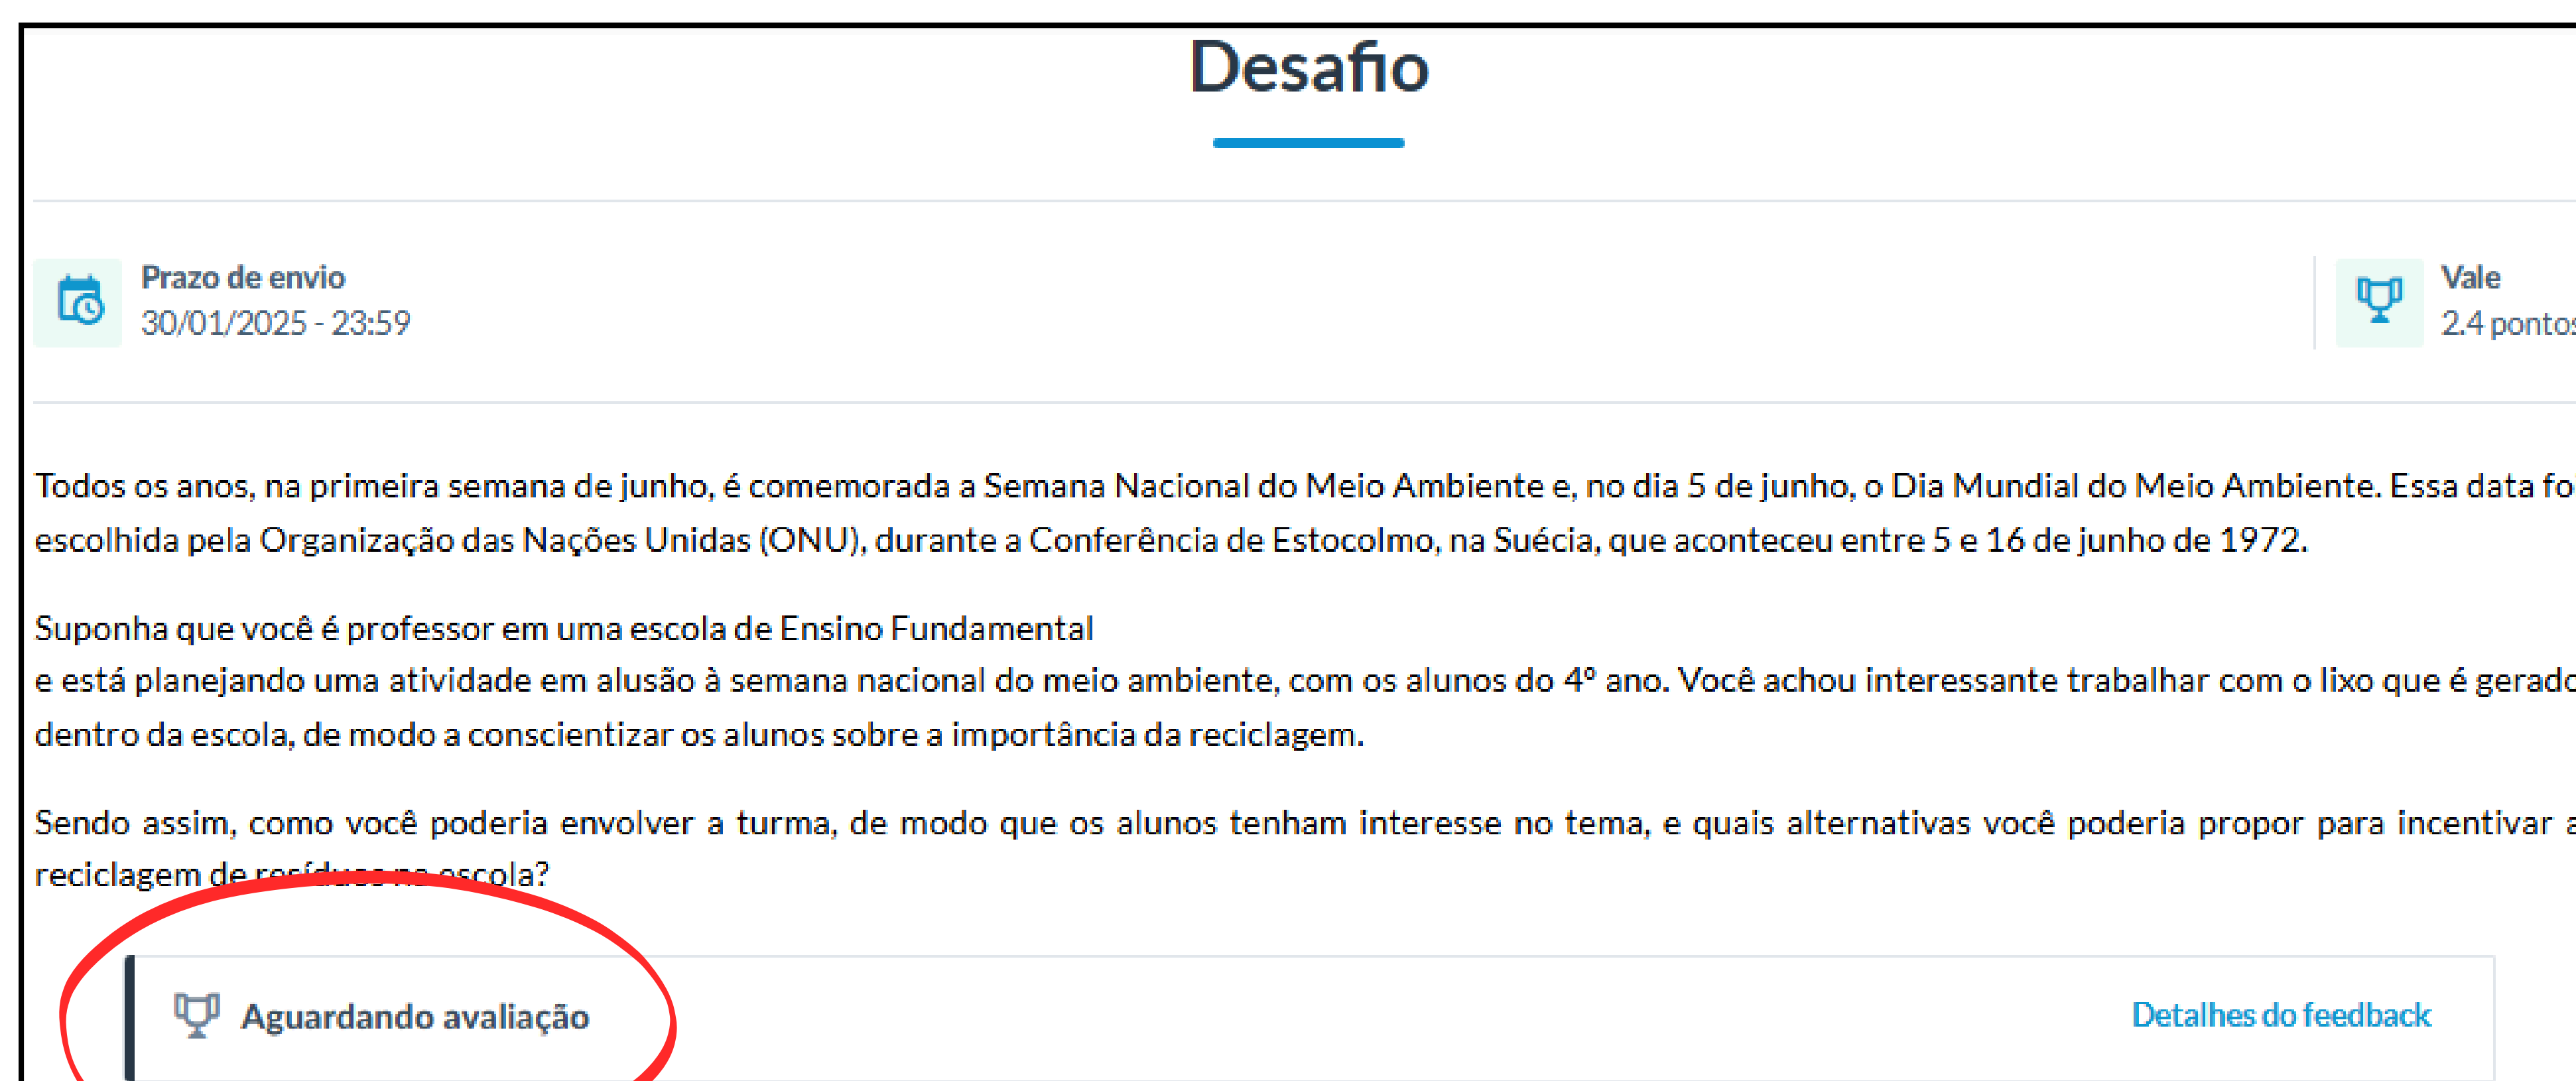 Desafio
Prazo de envio
30/01/2025 - 23:59
Vale
2.4 pontos
Todos os anos, na primeira semana de junho, é comemorada a Semana Nacional do Meio Ambiente e, no dia 5 de junho, o Dia Mundial do Meio Ambiente. Essa data fo
escolhida pela Organização das Nações Unidas (ONU), durante a Conferência de Estocolmo, na Suécia, que aconteceu entre 5 e 16 de junho de 1972.
Suponha que você é professor em uma escola de Ensino Fundamental
e está planejando uma atividade em alusão à semana nacional do meio ambiente, com os alunos do 4º ano. Você achou interessante trabalhar com o lixo que é gerado
dentro da escola, de modo a conscientizar os alunos sobre a importância da reciclagem.
Sendo assim, como você poderia envolver a turma, de modo que os alunos tenham interesse no tema, e quais alternativas você poderia propor para incentivar a
reciclagem de resíduos na escola?
Aguardando avaliação
Detalhes do feedback